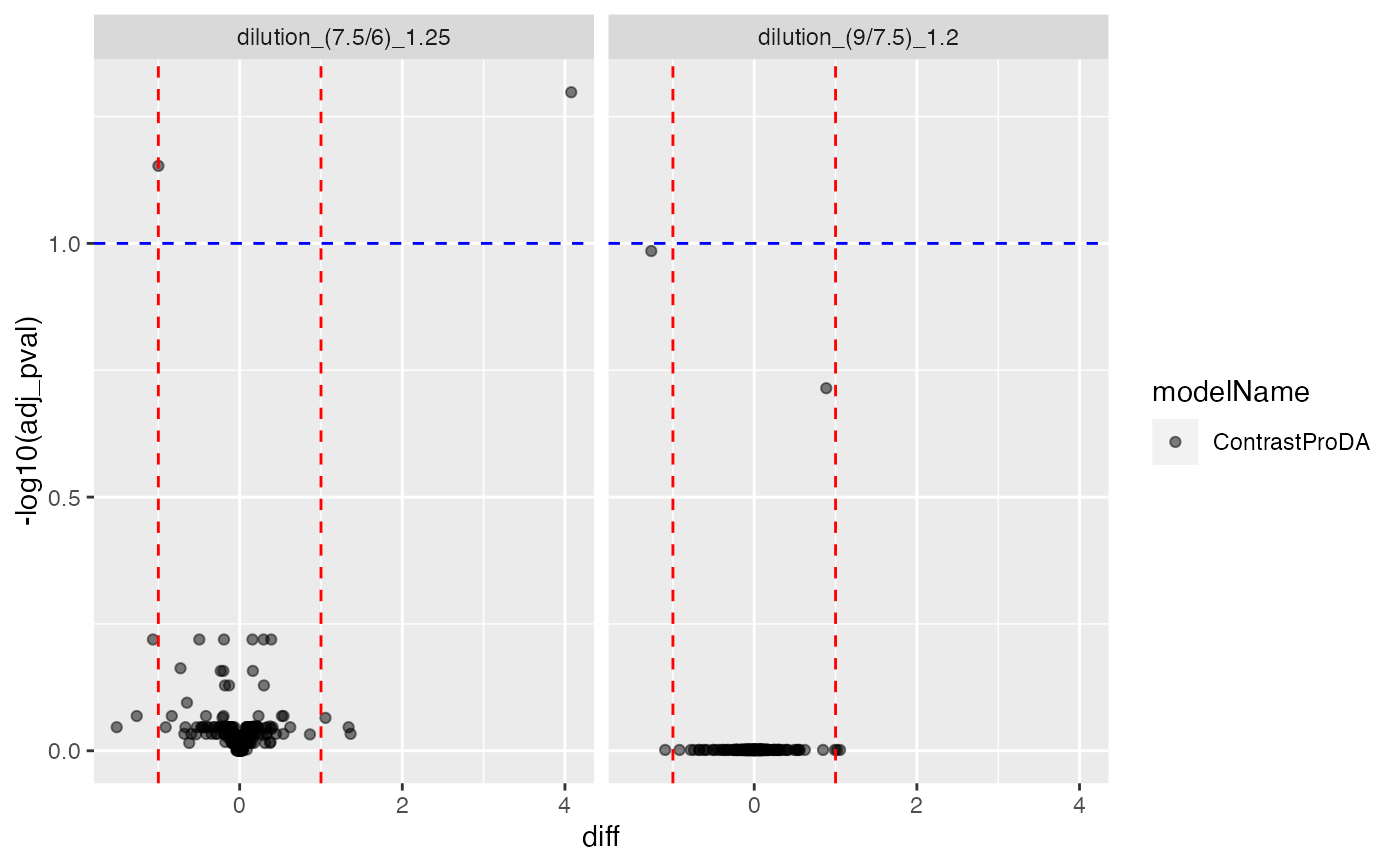 dilution_(7.5/6)_1.25
dilution_(9/7.5)_1.2
-log10(adj_pval)
1.0
0.5
0.0
0
2
4
0
2
4
diff
modelName
ContrastProDA